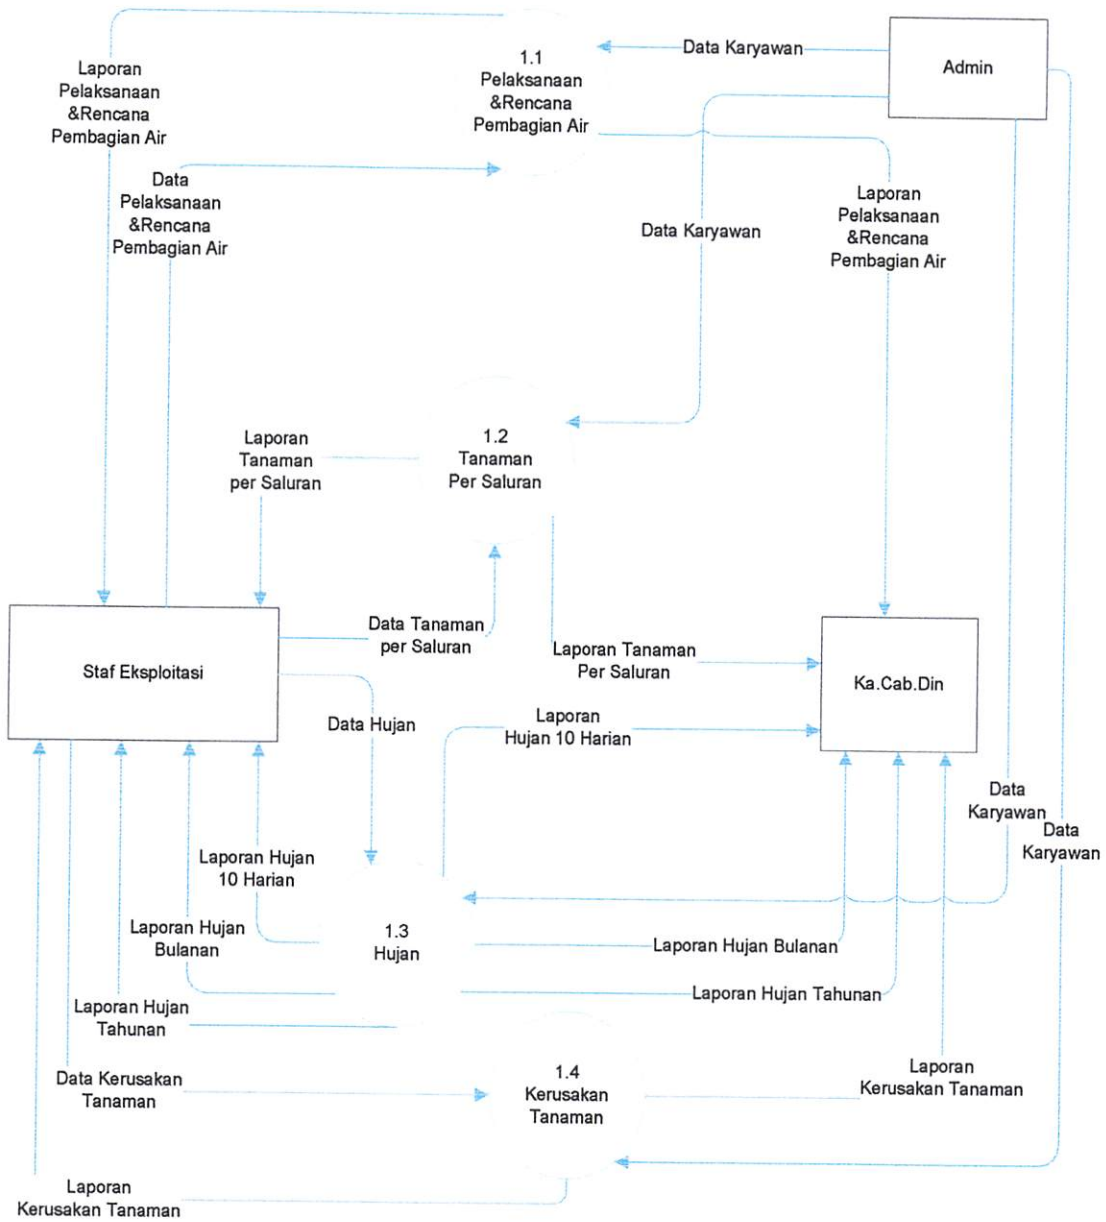 1.1
Pelaksanaan
&Rencana
Pembagian Air
Data Karyawan
Admin
Laporan
Pelaksanaan
&Rencana
Pembagian Air
Data
Pelaksanaan
&Rencana
Pembagian Air
Data Karyawan
Laporan
Pelaksanaan
&Rencana
Pembagian Air
1.2
Tanaman
Per Saluran
Laporan
Tanaman
per Saluran
Staf Eksploitasi
Data Tanaman
per Saluran
Laporan Tanaman
Per Saluran
Ka.Cab.Din
Data Hujan
Laporan
Hujan 10 Harian
Data
Karyawan
Data
Karyawan
Laporan Hujan
10 Harian
1.3
Hujan
Laporan Hujan
Bulanan
Laporan Hujan Bulanan
Laporan Hujan Tahunan
Laporan Hujan
Tahunan
Data Kerusakan
Tanaman
1.4
Kerusakan
Tanaman
Laporan
Kerusakan Tanaman
Laporan
Kerusakan Tanaman